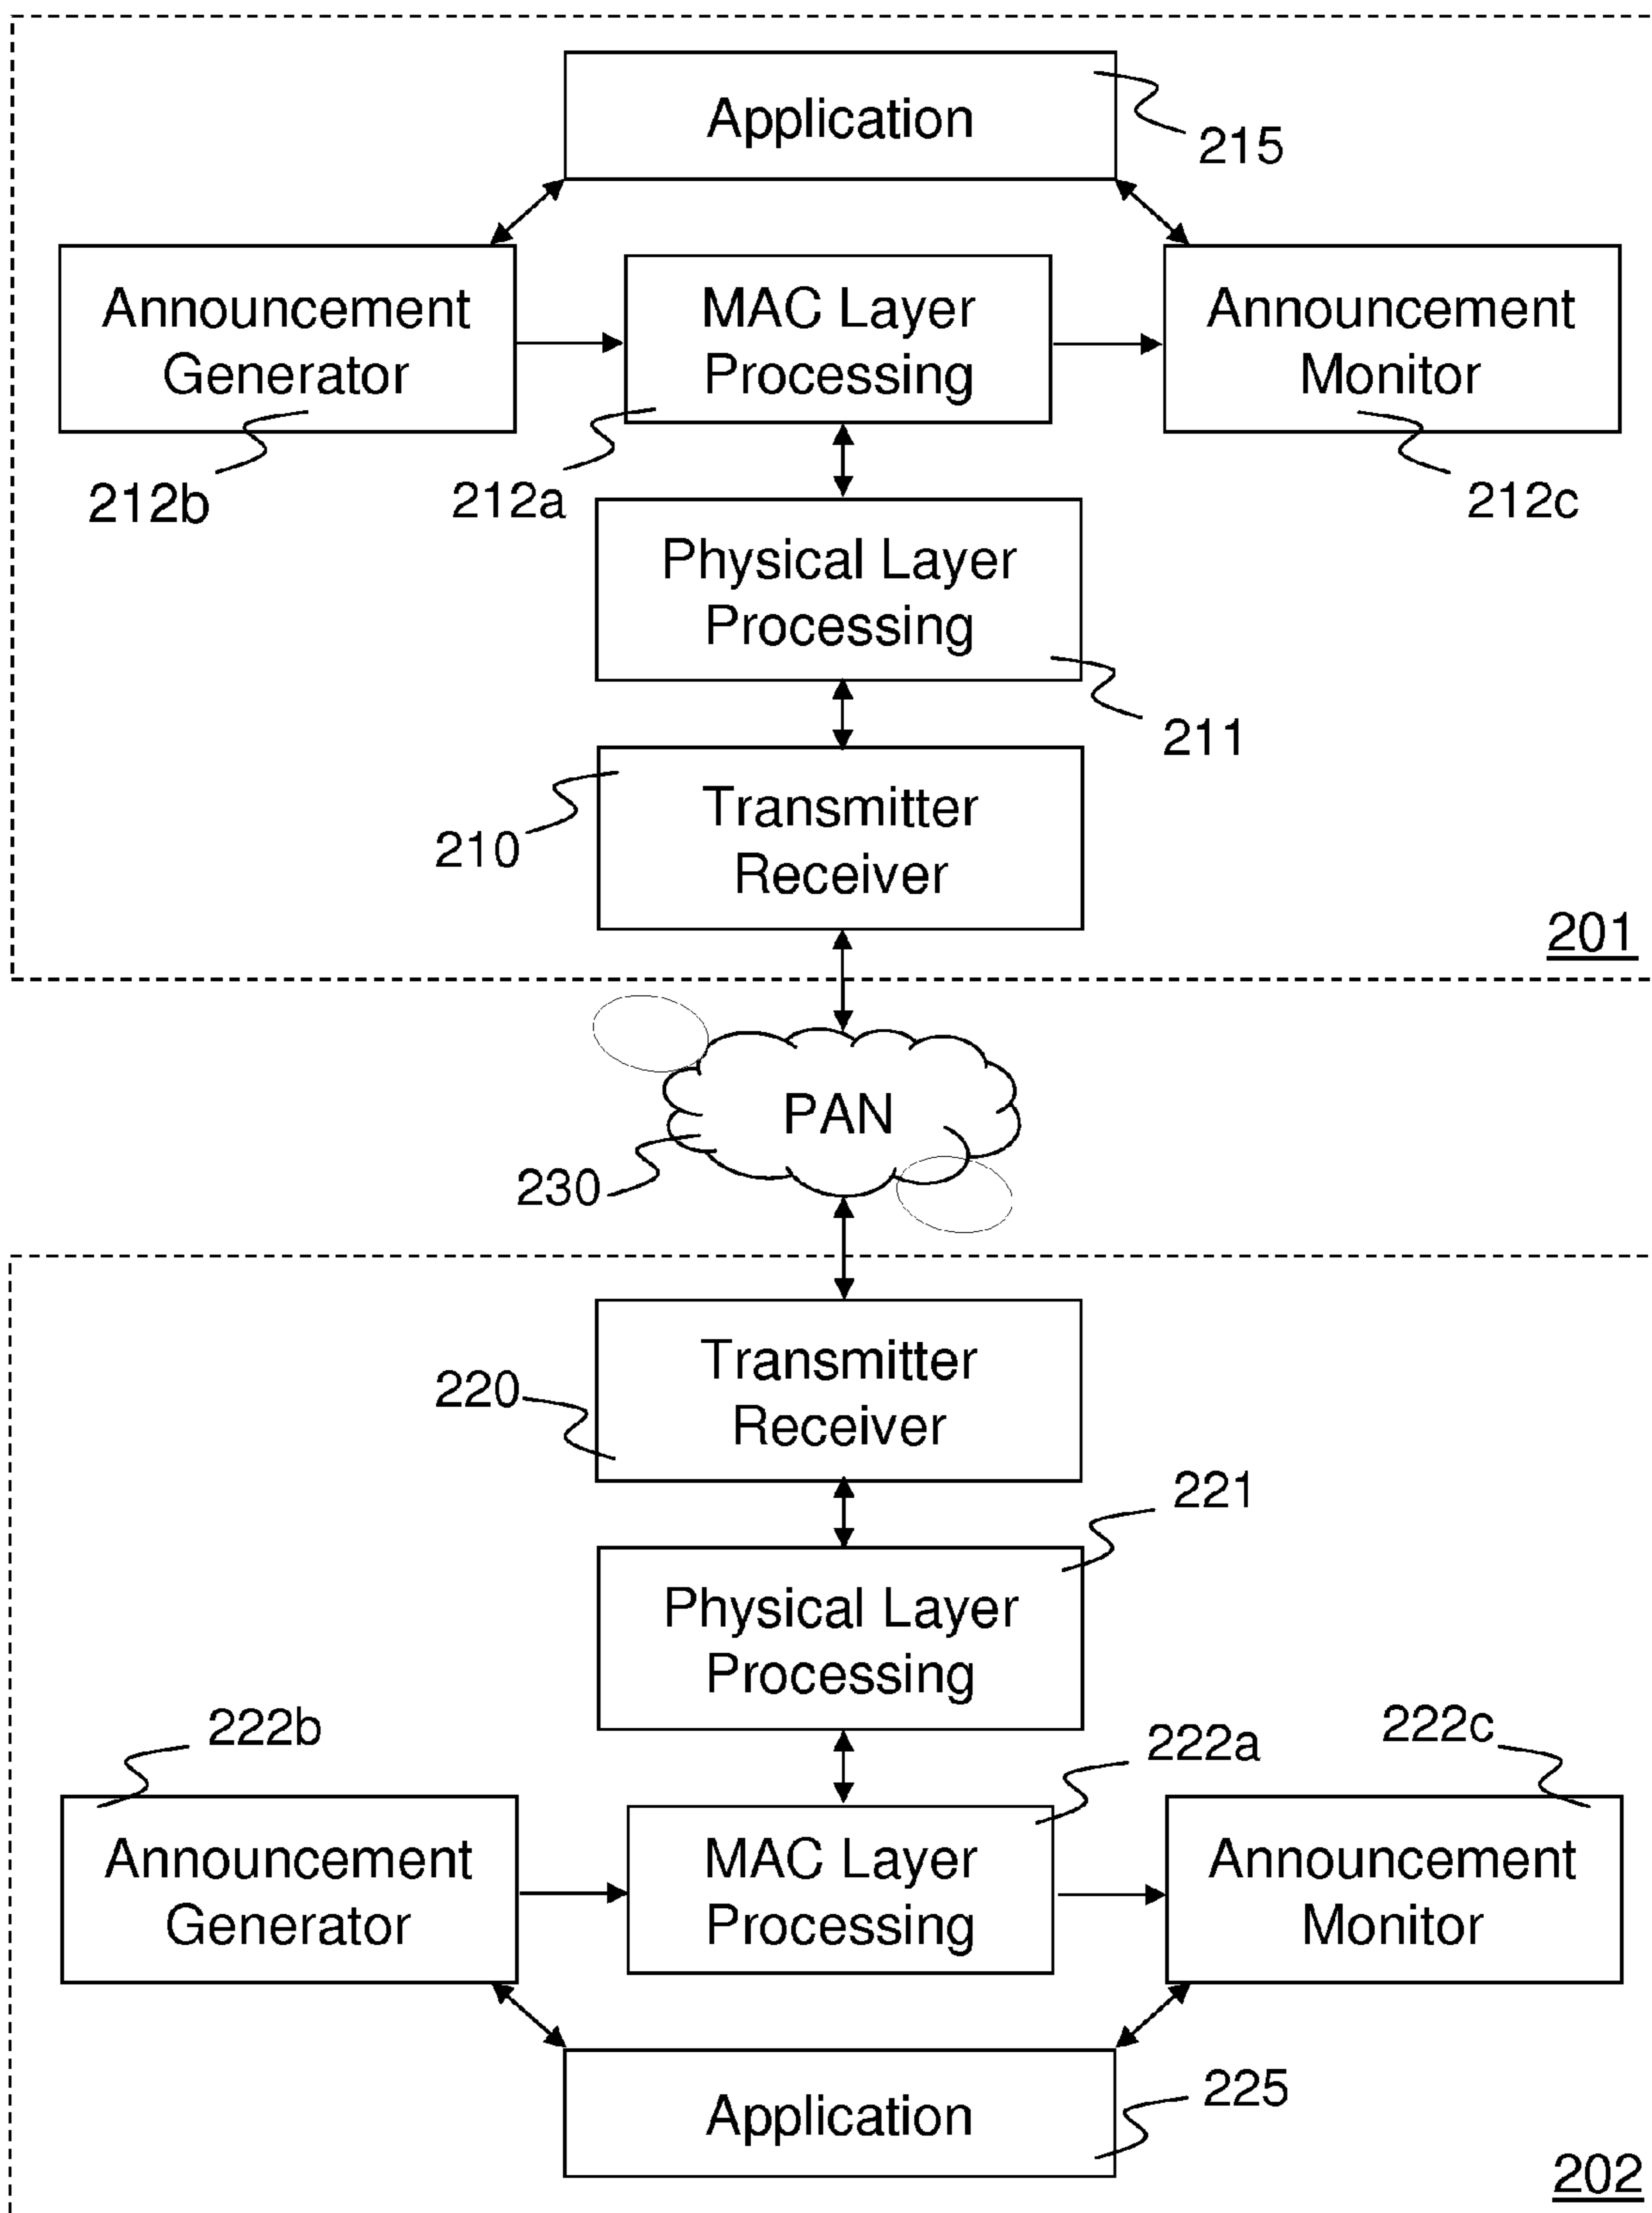 Application
215
Announcement
Generator
MAC Layer
Processing
Announcement
Monitor
212b
212a
212c
Physical Layer
Processing
211
Transmitter
Receiver
210
201
PAN
230
Transmitter
Receiver
220
221
Physical Layer
Processing
222b
222a
222c
Announcement
Generator
MAC Layer
Processing
Announcement
Monitor
Application
225
202